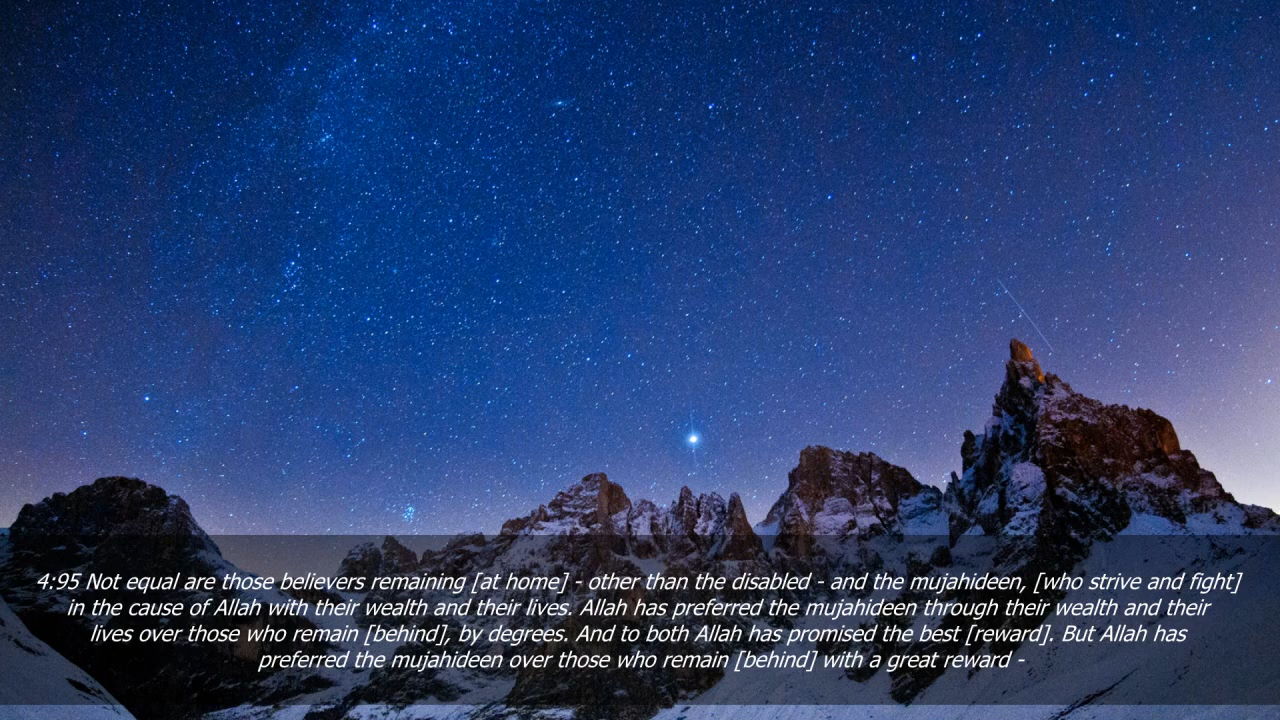 4:95 Not equal are those believers remaining [at home] - other than the disabled - and the mujahideen, [who strive and fight]
in the cause of Allah with their wealth and their lives. Allah has preferred the mujahideen through their wealth and their
lives over those who remain [behind], by degrees. And to both Allah has promised the best [reward]. But Allah has
preferred the mujahideen over those who remain [behind] with a great reward -